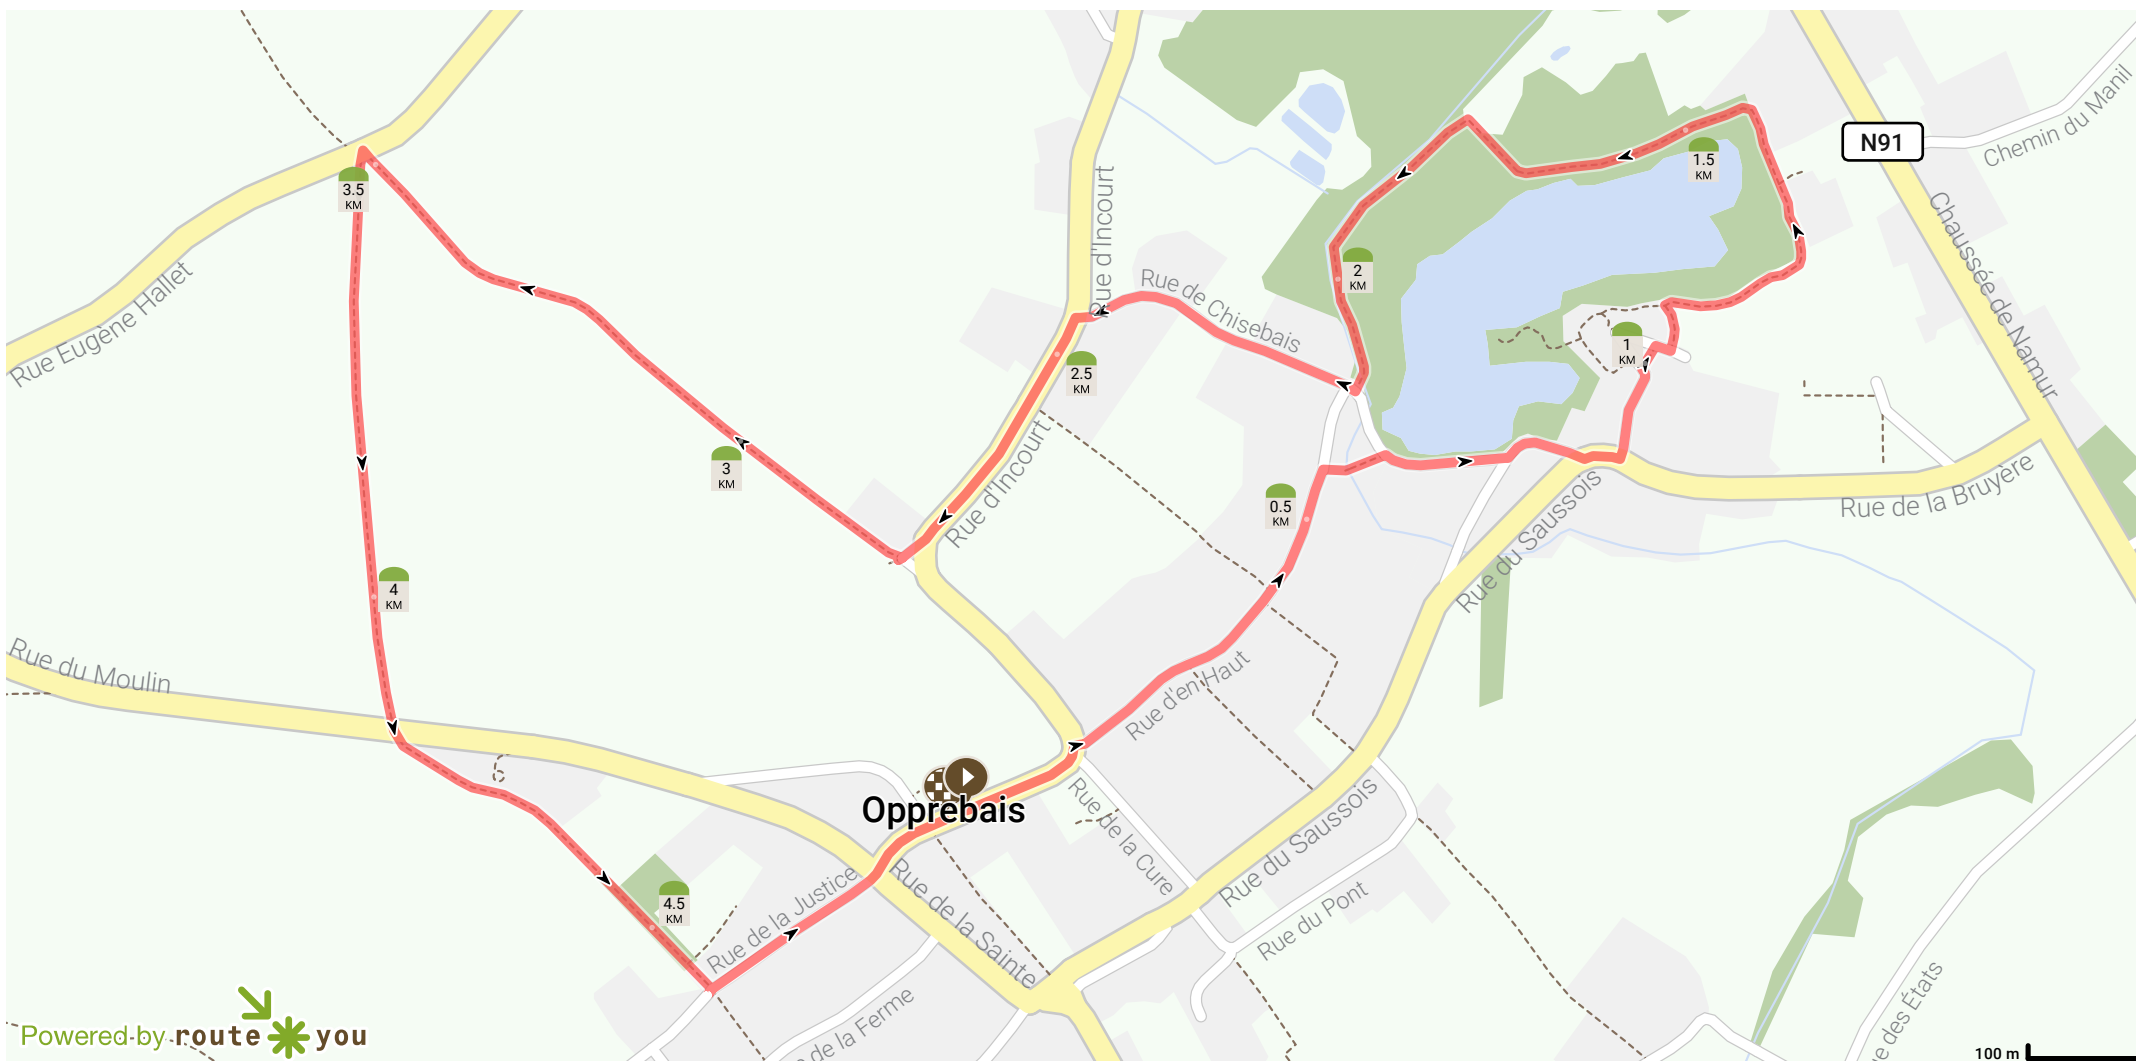 N91
Chemin du Manil
1.5
KM
Rue d'Incourt
3.5
KM
Chaussée de Namur
2
KM
Rue de Chisebais
Rue Eugène Hallet
1
KM
2.5
KM
3
KM
Rue d'Incourt
Rue de la Bruyère
0.5
KM
Rue du Saussois
4
KM
Rue du Moulin
Rue d'en Haut
Opprebais
Rue de la Cure
Rue du Saussois
4.5
KM
Rue de la Justice
Rue de la Sainte
Rue du Pont
de la Ferme
des États
Powered by route you
100 m